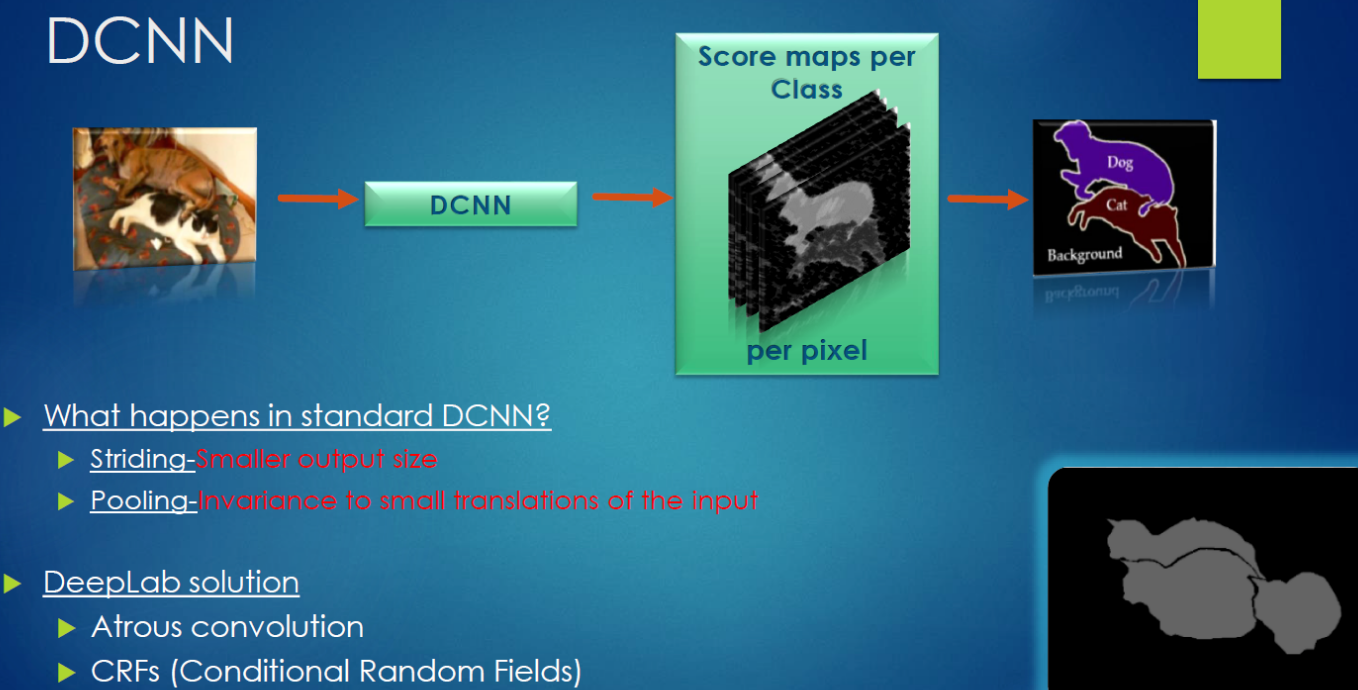 DCNN
Score maps per
Class
DCNN
per pixel
Dog
Cat
Background
What happens in standard DCNN?
Striding-Smaller output size
Pooling-Invariance to small translations of the input
DeepLab solution
Atrous convolution
CRFs (Conditional Random Fields)